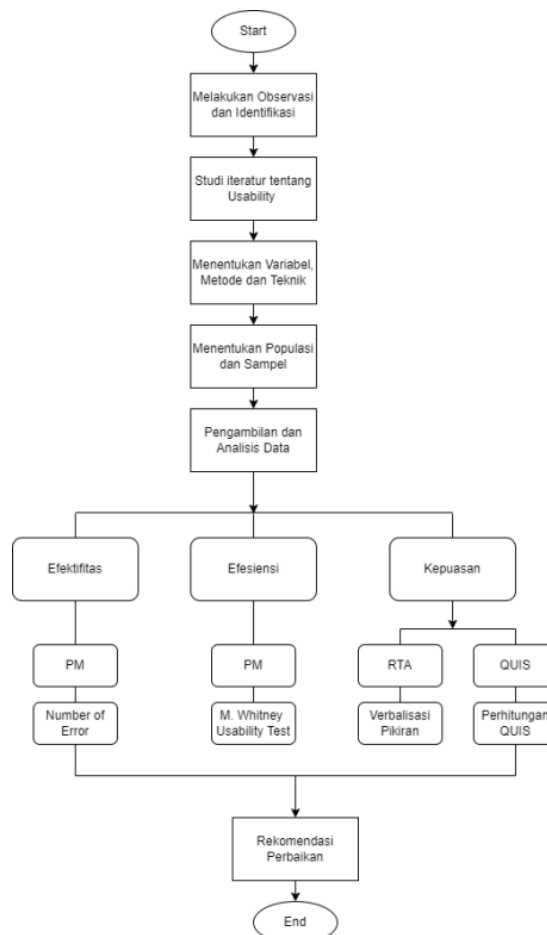 Start
Melakukan Observasi
dan Identifikasi
Studi iteratur tentang
Usability
Menentukan Variabel,
Metode dan Teknik
Menentukan Populasi
dan Sampel
Pengambilan dan
Analisis Data
Efektifitas
Efesiensi
Kepuasan
PM
PM
RTA
QUIS
Number of
Error
M. Whitney
Usability Test
Verbalisasi
Pikiran
Perhitungan
QUIS
Rekomendasi
Perbaikan
End